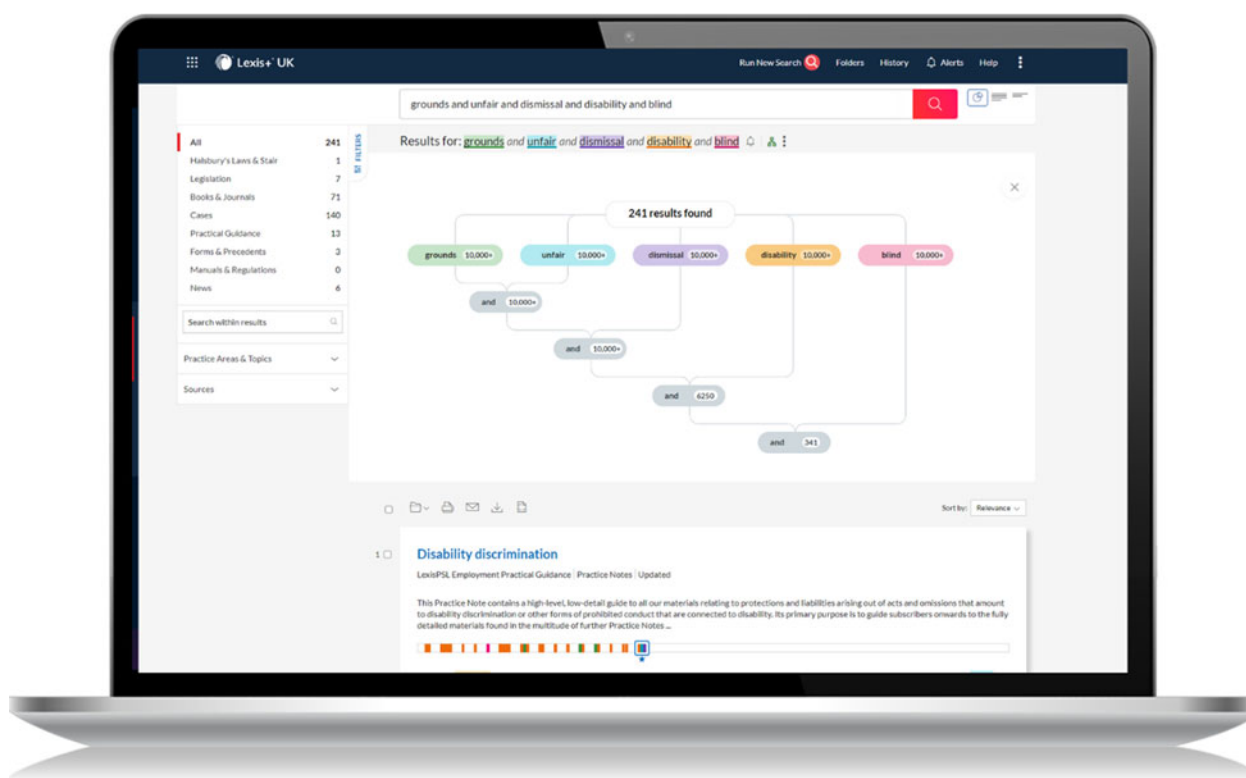 Lexis+ UK
Run New Search Folders History Alerts Help
grounds and unfair and dismissal and disability and blind
All 241
Halsbury's Laws & Stair 1
Legislation 7
Books & Journals 71
Cases 140
Practical Guidance 13
Forms & Precedents 3
Manuals & Regulations 0
News 6
Search within results
Practice Areas & Topics
Sources
FILTERS
Results for: grounds and unfair and dismissal and disability and blind
241 results found
grounds 10,000+ unfair 10,000+ dismissal 10,000+ disability 10,000+ blind 10,000+
and 10,000+
and 10,000+
and 6250
and 341
Sort by: Relevance
1 Disability discrimination
LexisPSL Employment Practical Guidance | Practice Notes | Updated
This Practice Note contains a high-level, low-detail guide to all our materials relating to protections and liabilities arising out of acts and omissions that amount
to disability discrimination or other forms of prohibited conduct that are connected to disability. Its primary purpose is to guide subscribers onwards to the fully
detailed materials found in the multitude of further Practice Notes ...